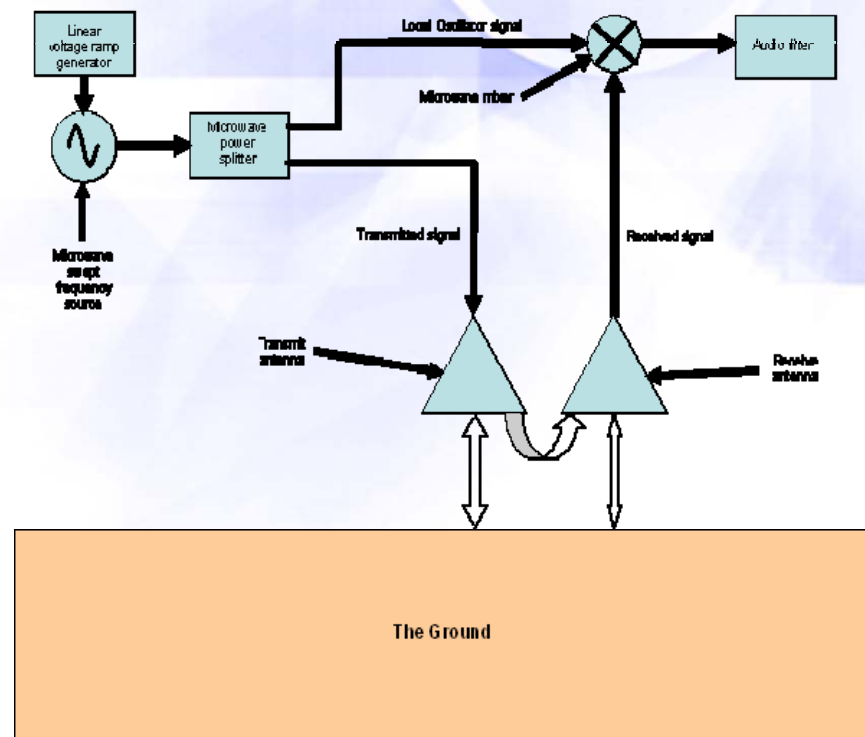 Linear
voltage ramp
generator
Local Oscillator signal
Audio filter
Microwave mixer
Microwave
power
splitter
Transmitted signal
Received signal
Microwave
swept
frequency
source
Transmit
antenna
Receive
antenna
The Ground